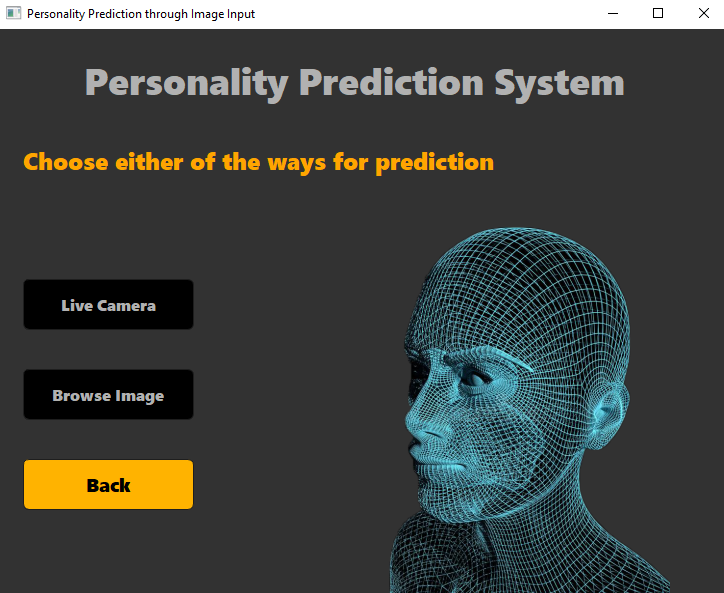 Personality Prediction through Image Input
Personality Prediction System
Choose either of the ways for prediction
Live Camera
Browse Image
Back